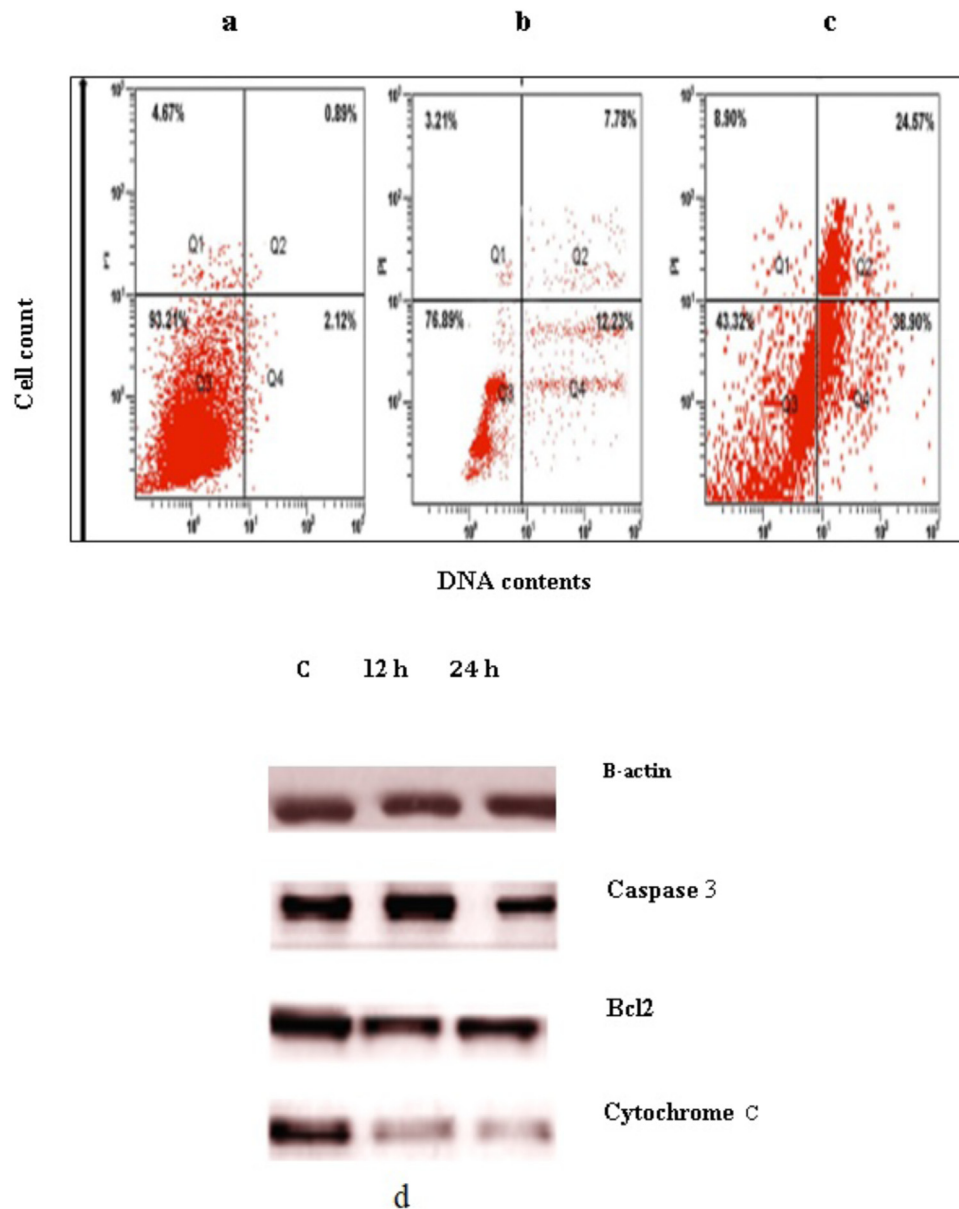 a b c
4.67% 0.89%
Q1 Q2
93.21% 2.12%
Q3 Q4
3.21% 7.78%
PI
Q1 Q2
76.89% 12.23%
Q3 Q4
8.90% 24.57%
PI
Q1 Q2
43.32% 38.90%
Q3 Q4
Cell count
DNA contents
C 12 h 24 h
B-actin
Caspase 3
Bcl2
Cytochrome C
d